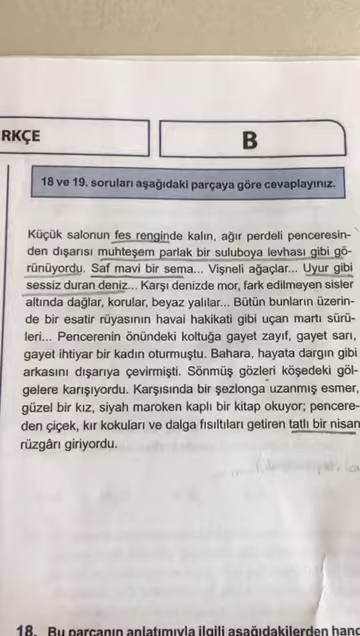 RKÇE
B
18 ve 19. soruları aşağıdaki parçaya göre cevaplayınız.
Küçük salonun fes renginde kalın, ağır perdeli penceresin-
den dışarısı muhteşem parlak bir suluboya levhası gibi gö-
rünüyordu. Saf mavi bir sema... Vişneli ağaçlar... Uyur gibi
sessiz duran deniz... Karşı denizde mor, fark edilmeyen sisler
altında dağlar, korular, beyaz yalılar... Bütün bunların üzerin-
de bir esatir rüyasının havai hakikati gibi uçan martı sürü-
leri... Pencerenin önündeki koltuğa gayet zayıf, gayet sarı,
gayet ihtiyar bir kadın oturmuştu. Bahara, hayata dargın gibi
arkasını dışarıya çevirmişti. Sönmüş gözleri köşedeki göl-
gelere karışıyordu. Karşısında bir şezlonga uzanmış esmer,
güzel bir kız, siyah maroken kaplı bir kitap okuyor; pencere-
den çiçek, kır kokuları ve dalga fısıltıları getiren tatlı bir nisan
rüzgârı giriyordu.
18. Bu parçanın anlatımıyla ilgili aşağıdakilerden hang